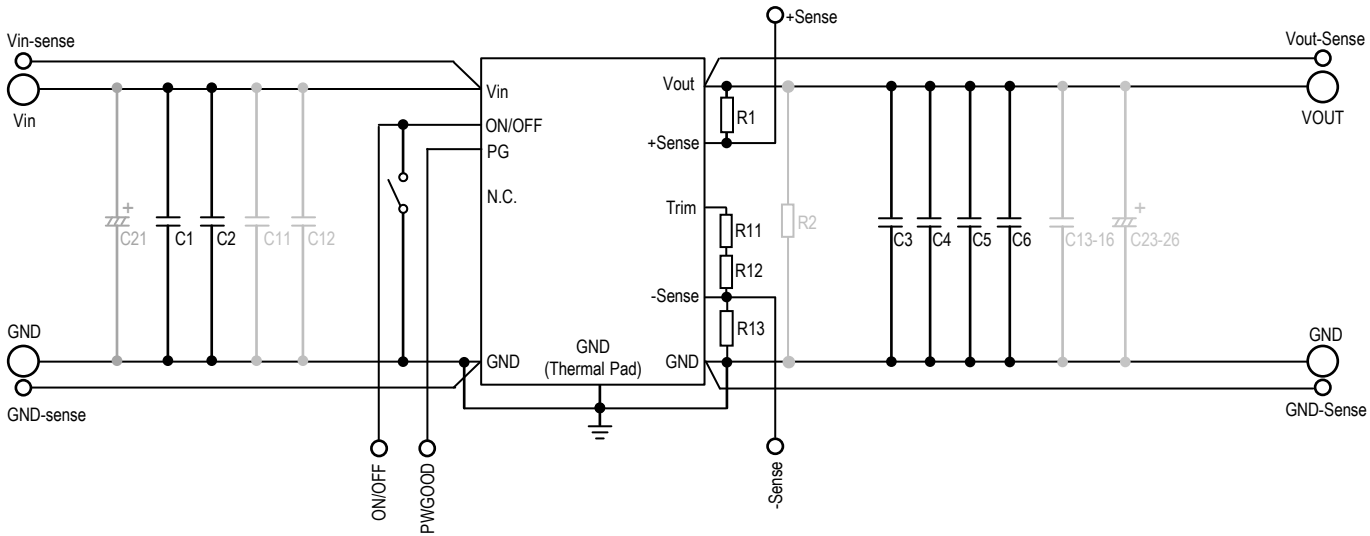 +Sense
Vin-sense
Vout-Sense
Vin
Vin
ON/OFF
PG
N.C.
Vout
+Sense
Trim
-Sense
R1
R2
VOUT
+
C21
C1
C2
C11
C12
R11
R12
R13
C3
C4
C5
C6
C13-16
+
C23-26
GND
GND
GND
(Thermal Pad)
GND
GND
GND-sense
GND-Sense
ON/OFF
PWGOOD
-Sense